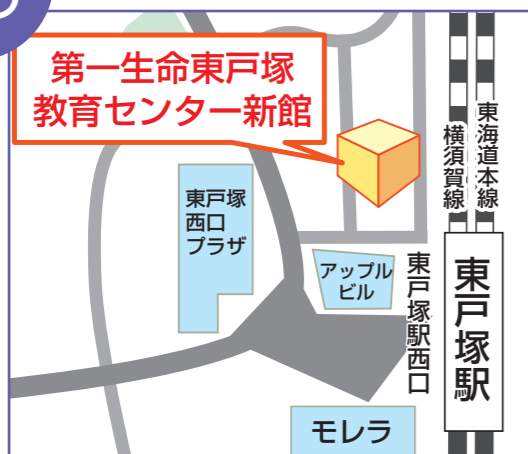 第一生命東戸塚
教育センター新館
東海道本線
横須賀線
東戸塚
西口
プラザ
アップル
ビル
東戸塚駅西口
東戸塚駅
モレラ